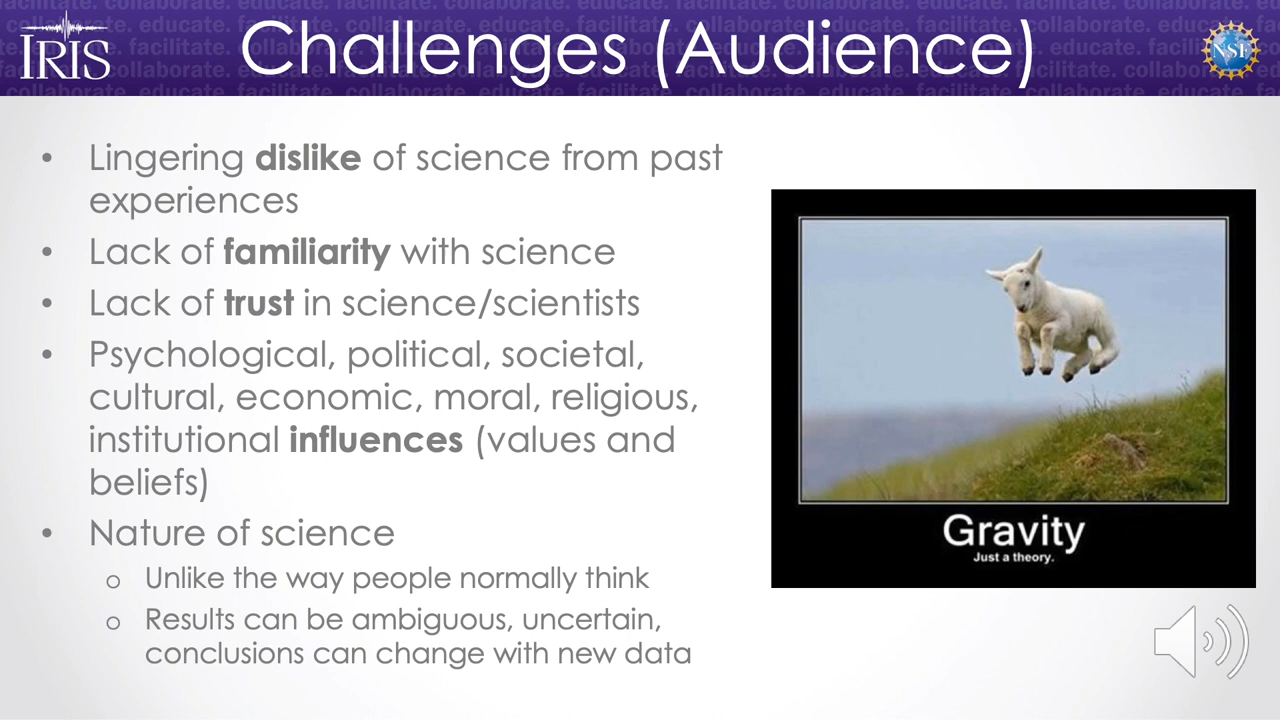 IRIS
Challenges (Audience)
NSF
• Lingering dislike of science from past
experiences
• Lack of familiarity with science
• Lack of trust in science/scientists
• Psychological, political, societal,
cultural, economic, moral, religious,
institutional influences (values and
beliefs)
• Nature of science
o Unlike the way people normally think
o Results can be ambiguous, uncertain,
conclusions can change with new data
Gravity
Just a theory.